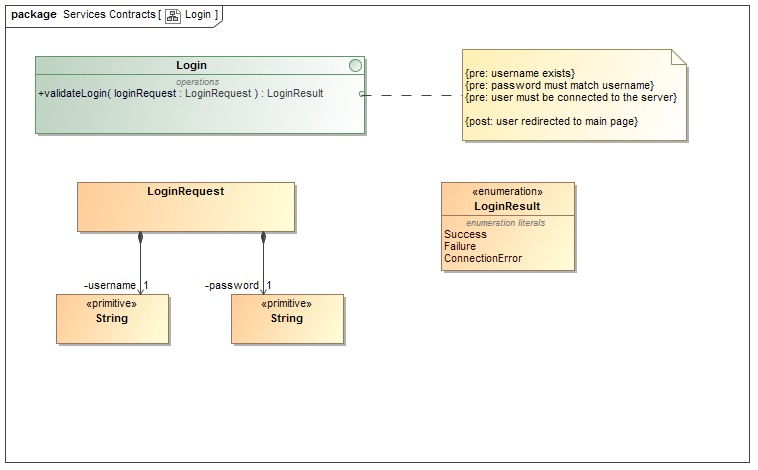 package Services Contracts [ Login ]
Login
operations
+validateLogin( loginRequest : LoginRequest ) : LoginResult
{pre: username exists}
{pre: password must match username}
{pre: user must be connected to the server}
{post: user redirected to main page}
LoginRequest
«enumeration»
LoginResult
enumeration literals
Success
Failure
ConnectionError
-username 1
-password 1
«primitive»
String
«primitive»
String